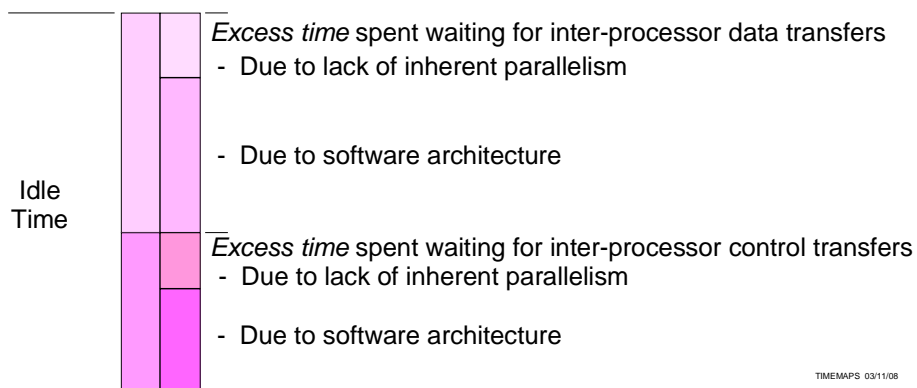 Excess time spent waiting for inter-processor data transfers
- Due to lack of inherent parallelism
- Due to software architecture
Idle
Time
Excess time spent waiting for inter-processor control transfers
- Due to lack of inherent parallelism
- Due to software architecture
TIMEMAPS 03/11/08